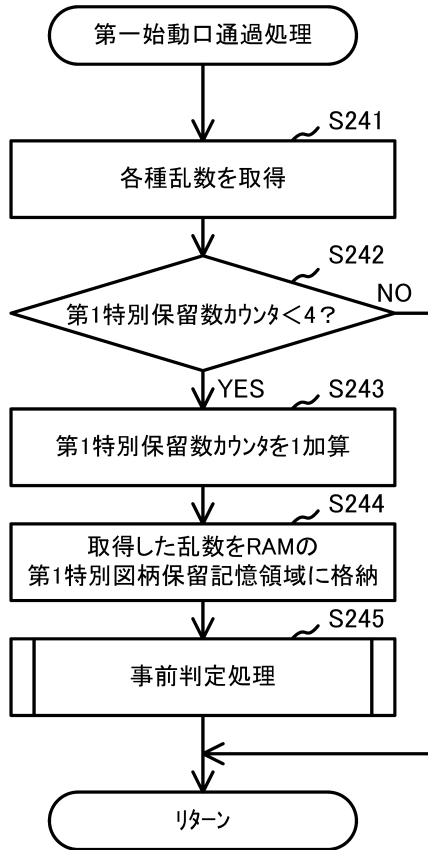 第一始動口通過処理
S241
各種乱数を取得
S242
第1特別保留数カウンタ<4?
NO
YES
S243
第1特別保留数カウンタを1加算
S244
取得した乱数をRAMの
第1特別図柄保留記憶領域に格納
S245
事前判定処理
リターン